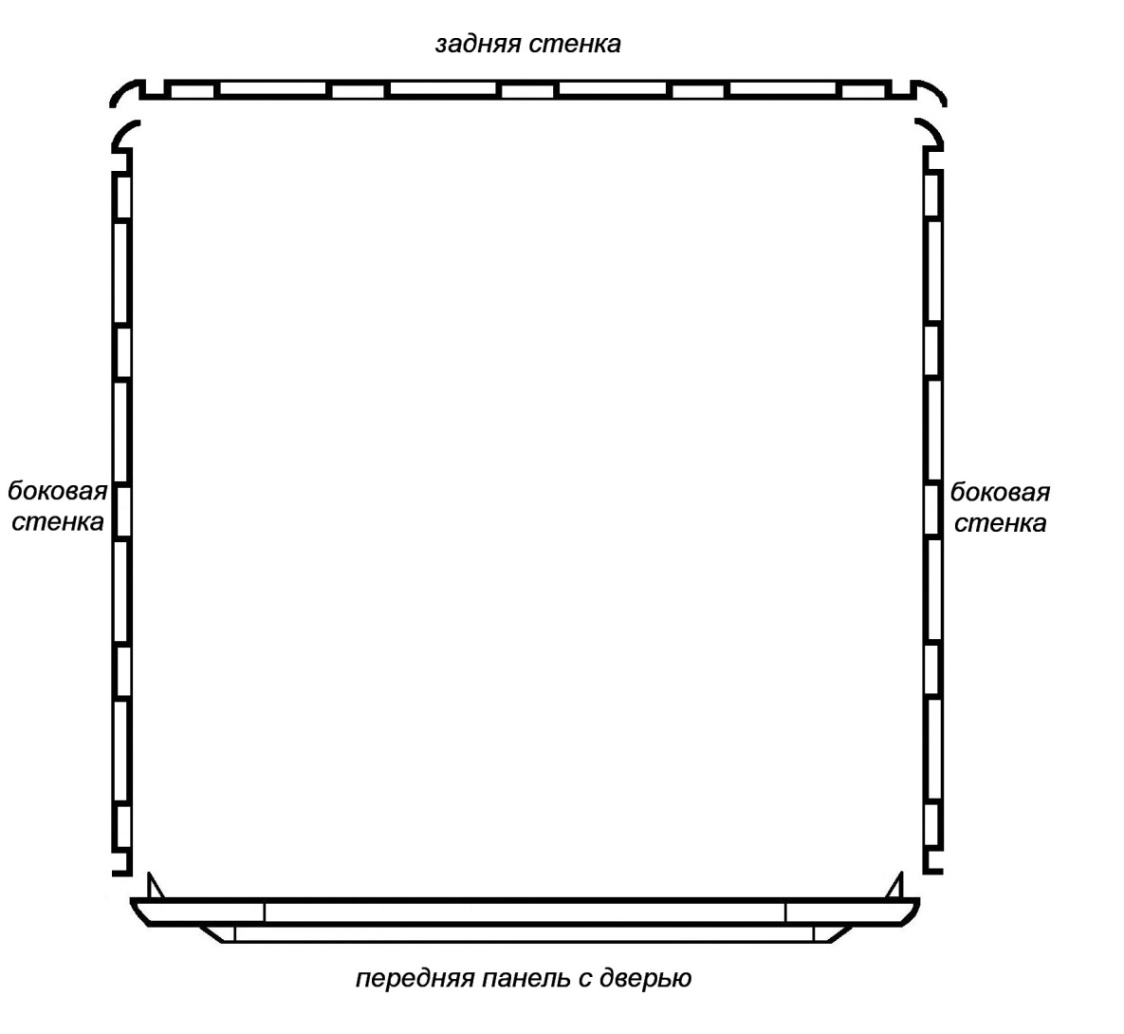 задняя стенка
боковая
стенка
боковая
стенка
передняя панель с дверью